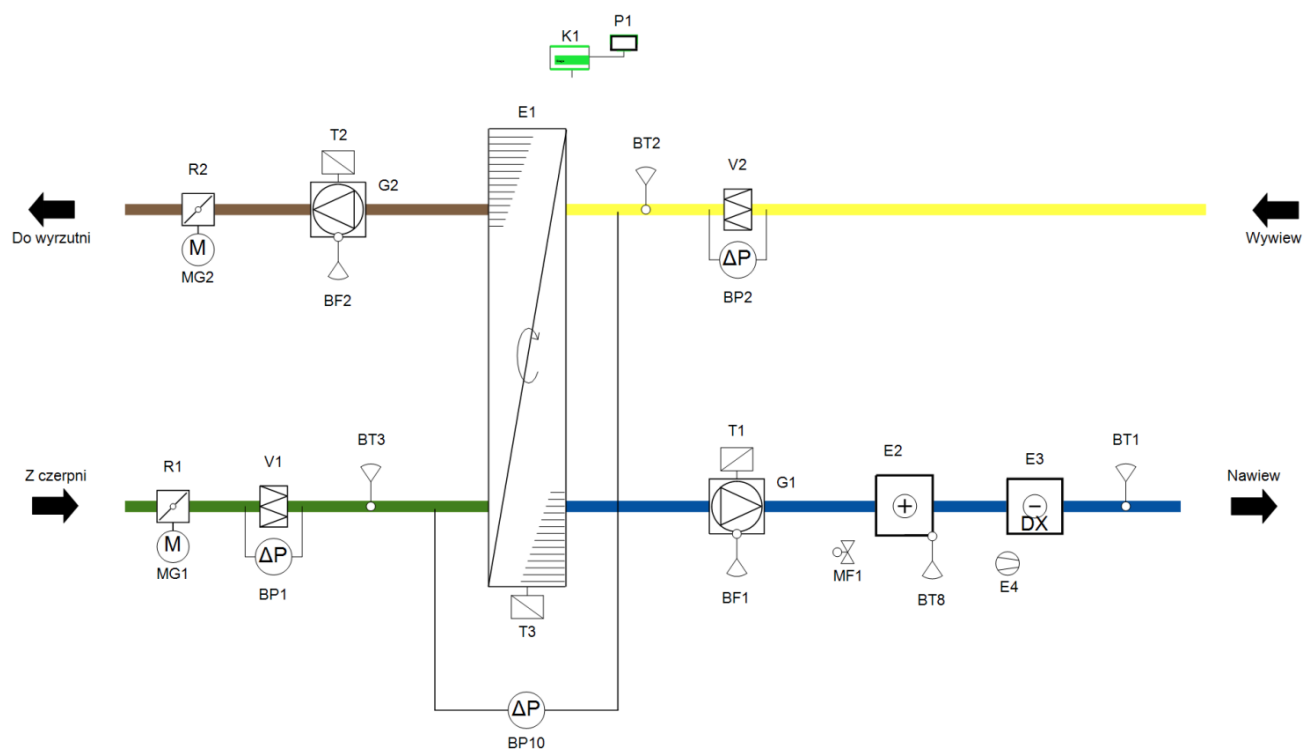 P1
K1
E1
T2
BT2
V2
R2
G2
Do wyrzutni
M
MG2
BF2
ΔP
BP2
Wywiew
Z czerpni
R1
V1
BT3
T1
G1
E2
E3
BT1
Nawiew
+
−
DX
M
MG1
ΔP
BP1
T3
BF1
MF1
BT8
E4
ΔP
BP10